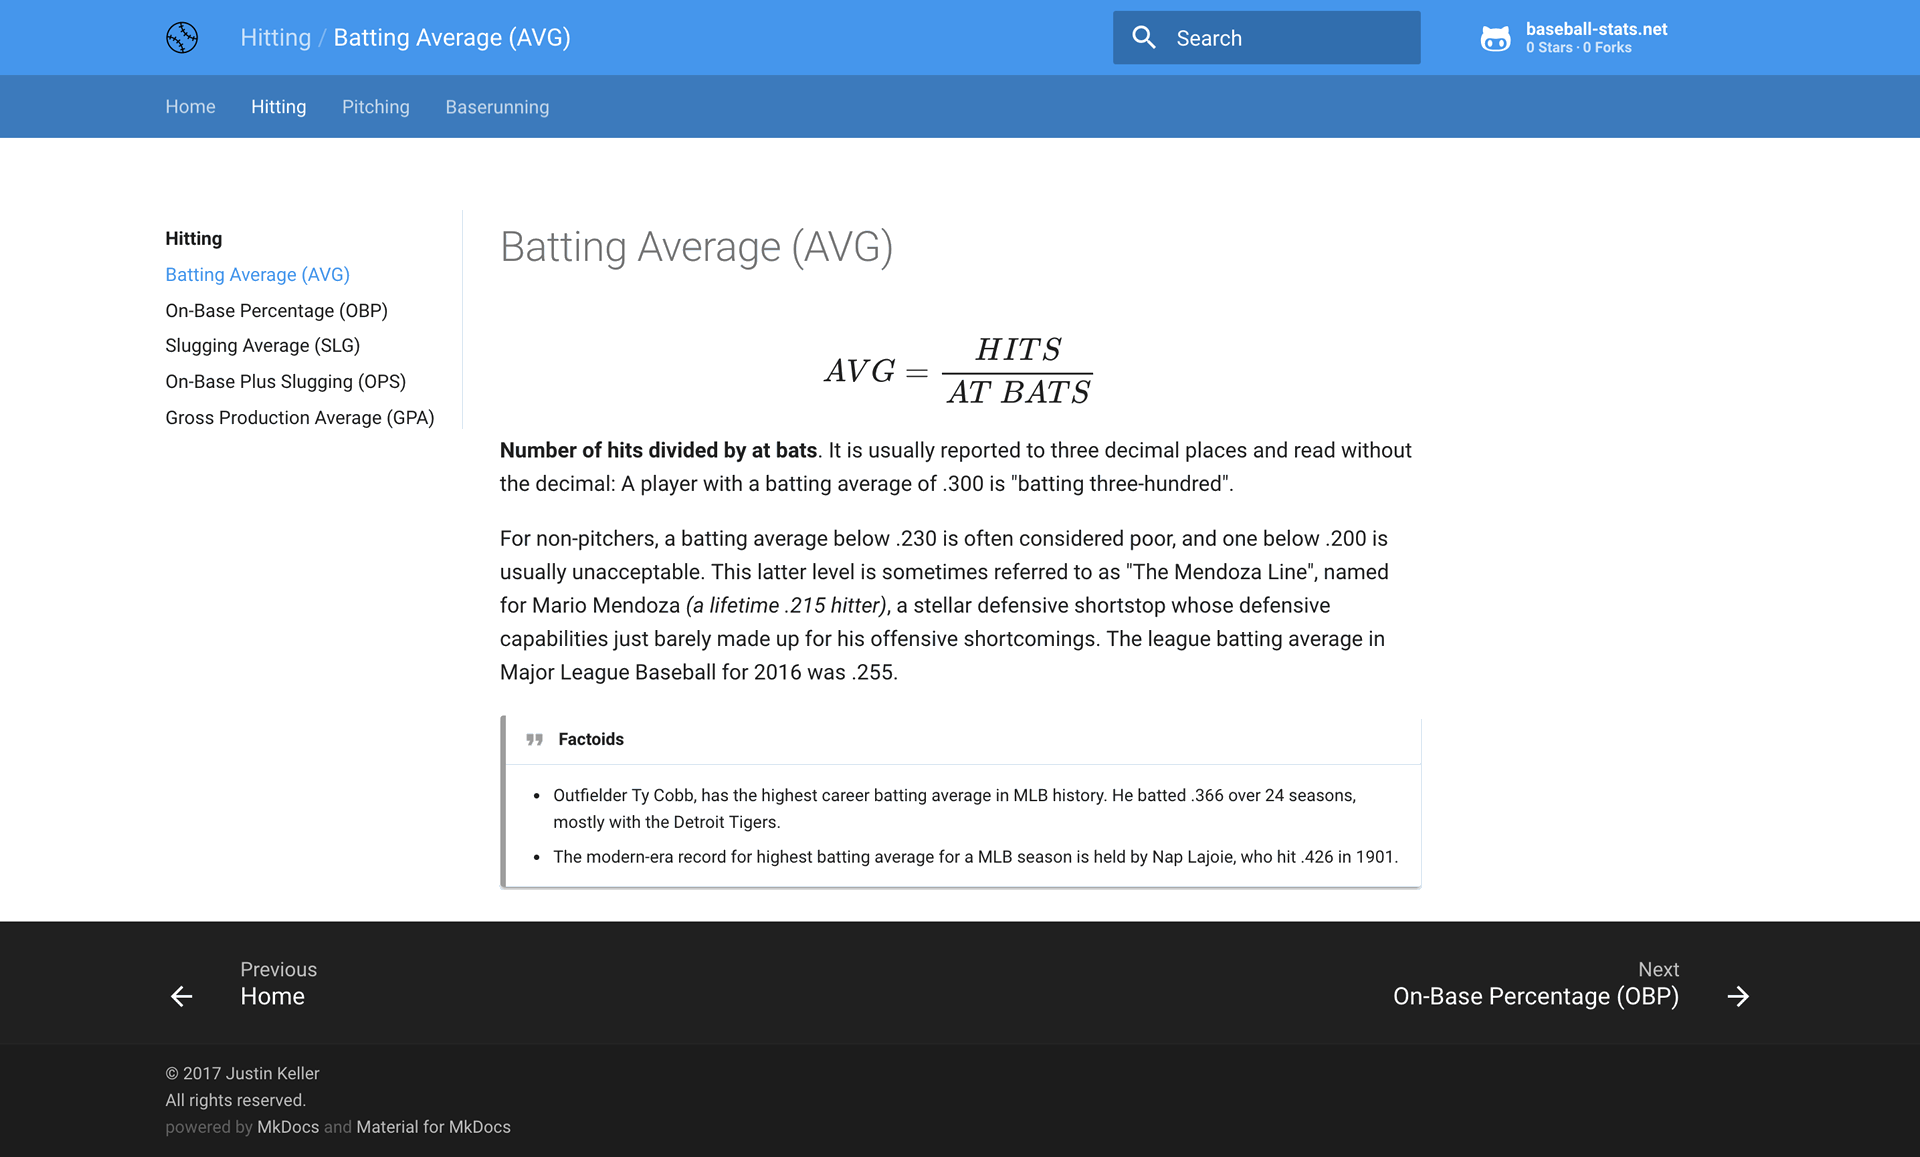 Hitting / Batting Average (AVG)
Search
baseball-stats.net
0 Stars · 0 Forks
Home
Hitting
Pitching
Baserunning
Hitting
Batting Average (AVG)
On-Base Percentage (OBP)
Slugging Average (SLG)
On-Base Plus Slugging (OPS)
Gross Production Average (GPA)
Batting Average (AVG)
AVG = HITS / AT BATS
Number of hits divided by at bats. It is usually reported to three decimal places and read without
the decimal: A player with a batting average of .300 is "batting three-hundred".
For non-pitchers, a batting average below .230 is often considered poor, and one below .200 is
usually unacceptable. This latter level is sometimes referred to as "The Mendoza Line", named
for Mario Mendoza (a lifetime .215 hitter), a stellar defensive shortstop whose defensive
capabilities just barely made up for his offensive shortcomings. The league batting average in
Major League Baseball for 2016 was .255.
Factoids
• Outfielder Ty Cobb, has the highest career batting average in MLB history. He batted .366 over 24 seasons,
mostly with the Detroit Tigers.
• The modern-era record for highest batting average for a MLB season is held by Nap Lajoie, who hit .426 in 1901.
Previous
Home
Next
On-Base Percentage (OBP)
© 2017 Justin Keller
All rights reserved.
powered by MkDocs and Material for MkDocs